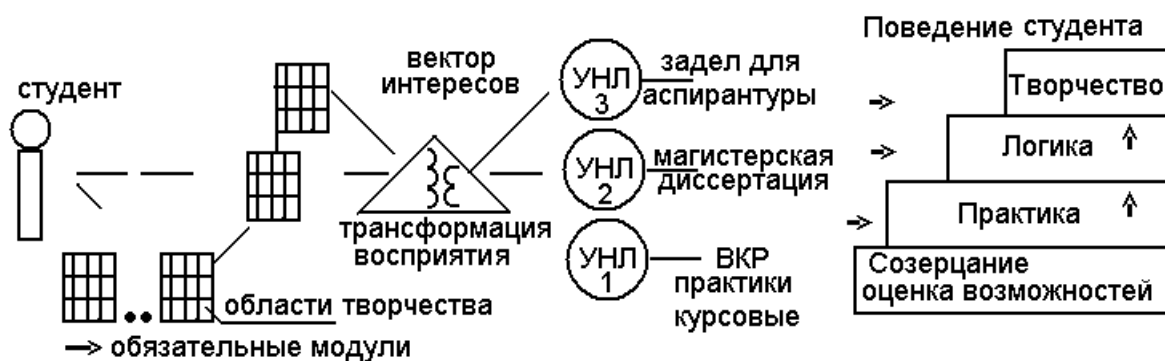 студент
вектор
интересов
трансформация
восприятия
области творчества
обязательные модули
УНЛ
3
задел для
аспирантуры
УНЛ
2
магистерская
диссертация
УНЛ
1
ВКР
практики
курсовые
Поведение студента
Творчество
Логика
Практика
Созерцание
оценка возможностей